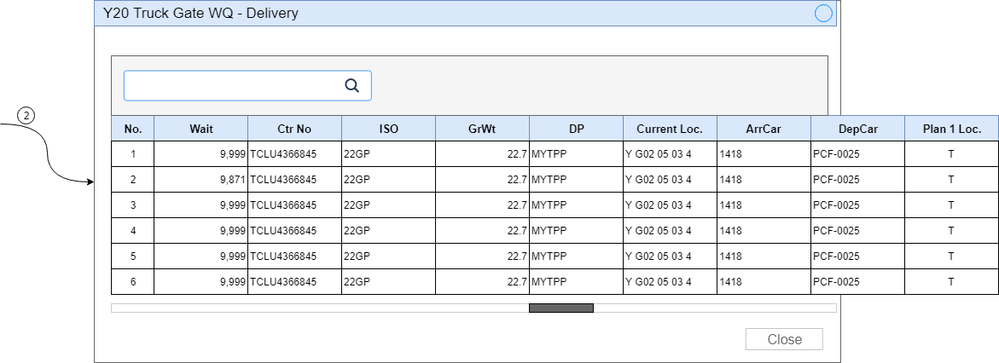 Y20 Truck Gate WQ - Delivery
2
No. Wait Ctr No ISO GrWt DP Current Loc. ArrCar DepCar Plan 1 Loc.
1 9,999 TCLU4366845 22GP 22.7 MYTPP Y G02 05 03 4 1418 PCF-0025 T
2 9,871 TCLU4366845 22GP 22.7 MYTPP Y G02 05 03 4 1418 PCF-0025 T
3 9,999 TCLU4366845 22GP 22.7 MYTPP Y G02 05 03 4 1418 PCF-0025 T
4 9,999 TCLU4366845 22GP 22.7 MYTPP Y G02 05 03 4 1418 PCF-0025 T
5 9,999 TCLU4366845 22GP 22.7 MYTPP Y G02 05 03 4 1418 PCF-0025 T
6 9,999 TCLU4366845 22GP 22.7 MYTPP Y G02 05 03 4 1418 PCF-0025 T
Close